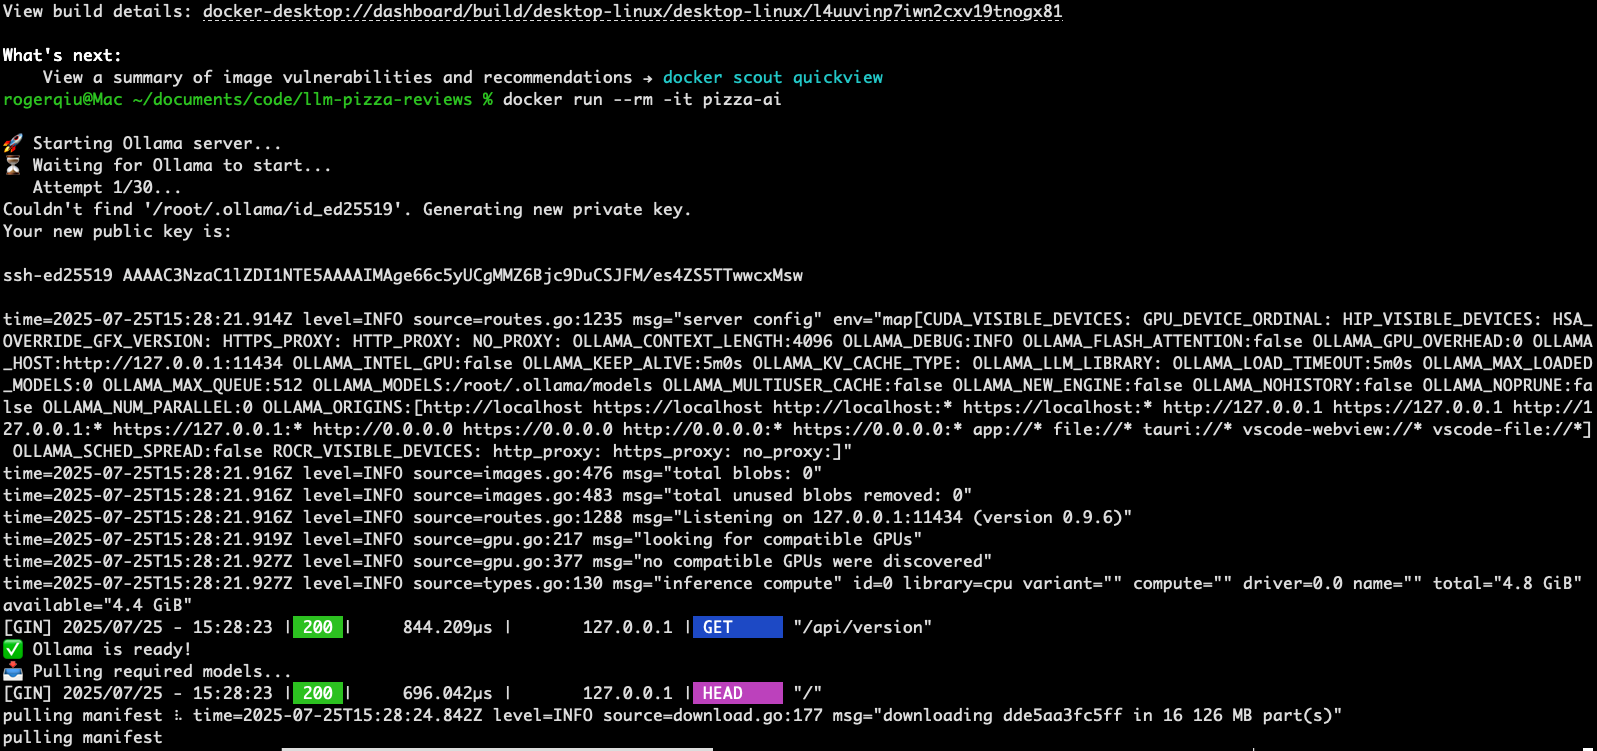 View build details: docker-desktop://dashboard/build/desktop-linux/desktop-linux/l4uuvinp7iwn2cxv19tnogx81
What's next:
    View a summary of image vulnerabilities and recommendations → docker scout quickview
rogerqiu@Mac ~/documents/code/llm-pizza-reviews % docker run --rm -it pizza-ai
🚀 Starting Ollama server...
⏳ Waiting for Ollama to start...
   Attempt 1/30...
Couldn't find '/root/.ollama/id_ed25519'. Generating new private key.
Your new public key is:
ssh-ed25519 AAAAC3NzaC1lZDI1NTE5AAAAIMAge66c5yUCgMMZ6Bjc9DuCSJFM/es4ZS5TTwwcxMsw
time=2025-07-25T15:28:21.914Z level=INFO source=routes.go:1235 msg="server config" env="map[CUDA_VISIBLE_DEVICES: GPU_DEVICE_ORDINAL: HIP_VISIBLE_DEVICES: HSA_
OVERRIDE_GFX_VERSION: HTTPS_PROXY: HTTP_PROXY: NO_PROXY: OLLAMA_CONTEXT_LENGTH:4096 OLLAMA_DEBUG:INFO OLLAMA_FLASH_ATTENTION:false OLLAMA_GPU_OVERHEAD:0 OLLAMA
_HOST:http://127.0.0.1:11434 OLLAMA_INTEL_GPU:false OLLAMA_KEEP_ALIVE:5m0s OLLAMA_KV_CACHE_TYPE: OLLAMA_LLM_LIBRARY: OLLAMA_LOAD_TIMEOUT:5m0s OLLAMA_MAX_LOADED
_MODELS:0 OLLAMA_MAX_QUEUE:512 OLLAMA_MODELS:/root/.ollama/models OLLAMA_MULTIUSER_CACHE:false OLLAMA_NEW_ENGINE:false OLLAMA_NOHISTORY:false OLLAMA_NOPRUNE:fa
lse OLLAMA_NUM_PARALLEL:0 OLLAMA_ORIGINS:[http://localhost https://localhost http://localhost:* https://localhost:* http://127.0.0.1 https://127.0.0.1 http://1
27.0.0.1:* https://127.0.0.1:* http://0.0.0.0 https://0.0.0.0 http://0.0.0.0:* https://0.0.0.0:* app://* file://* tauri://* vscode-webview://* vscode-file://*]
 OLLAMA_SCHED_SPREAD:false ROCR_VISIBLE_DEVICES: http_proxy: https_proxy: no_proxy:]"
time=2025-07-25T15:28:21.916Z level=INFO source=images.go:476 msg="total blobs: 0"
time=2025-07-25T15:28:21.916Z level=INFO source=images.go:483 msg="total unused blobs removed: 0"
time=2025-07-25T15:28:21.916Z level=INFO source=routes.go:1288 msg="Listening on 127.0.0.1:11434 (version 0.9.6)"
time=2025-07-25T15:28:21.919Z level=INFO source=gpu.go:217 msg="looking for compatible GPUs"
time=2025-07-25T15:28:21.927Z level=INFO source=gpu.go:377 msg="no compatible GPUs were discovered"
time=2025-07-25T15:28:21.927Z level=INFO source=types.go:130 msg="inference compute" id=0 library=cpu variant="" compute="" driver=0.0 name="" total="4.8 GiB"
available="4.4 GiB"
[GIN] 2025/07/25 - 15:28:23 | 200 |     844.209µs |       127.0.0.1 | GET      "/api/version"
✅ Ollama is ready!
📥 Pulling required models...
[GIN] 2025/07/25 - 15:28:23 | 200 |     696.042µs |       127.0.0.1 | HEAD     "/"
pulling manifest ⠦ time=2025-07-25T15:28:24.842Z level=INFO source=download.go:177 msg="downloading dde5aa3fc5ff in 16 126 MB part(s)"
pulling manifest